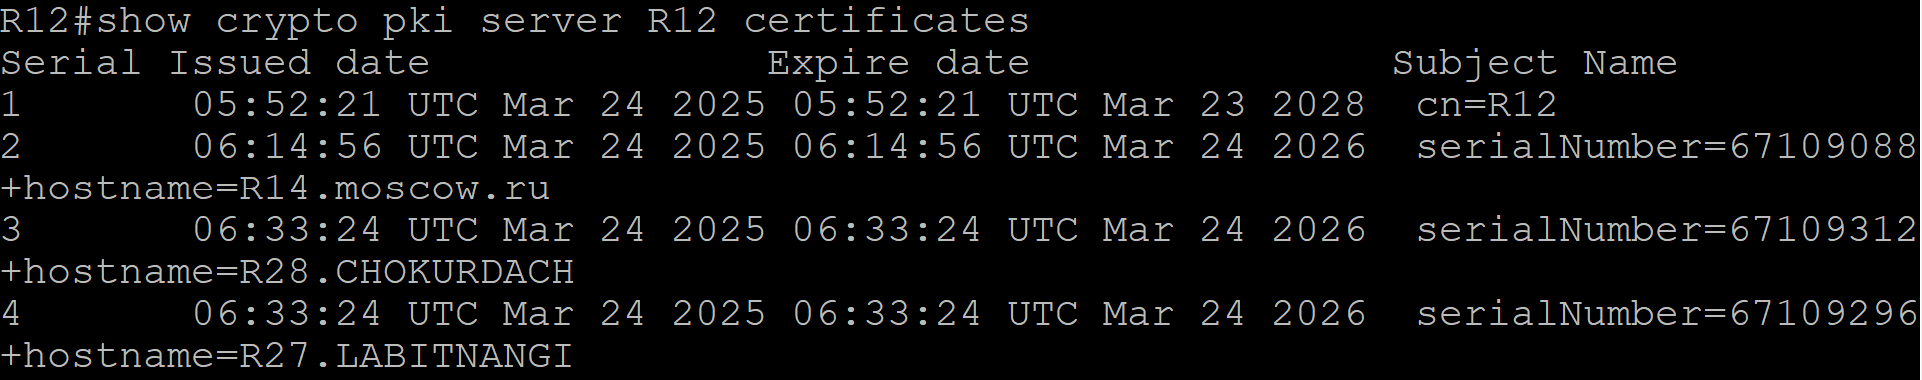 R12#show crypto pki server R12 certificates
Serial Issued date              Expire date               Subject Name
1       05:52:21 UTC Mar 24 2025 05:52:21 UTC Mar 23 2028  cn=R12
2       06:14:56 UTC Mar 24 2025 06:14:56 UTC Mar 24 2026  serialNumber=67109088
+hostname=R14.moscow.ru
3       06:33:24 UTC Mar 24 2025 06:33:24 UTC Mar 24 2026  serialNumber=67109312
+hostname=R28.CHOKURDACH
4       06:33:24 UTC Mar 24 2025 06:33:24 UTC Mar 24 2026  serialNumber=67109296
+hostname=R27.LABITNANGI